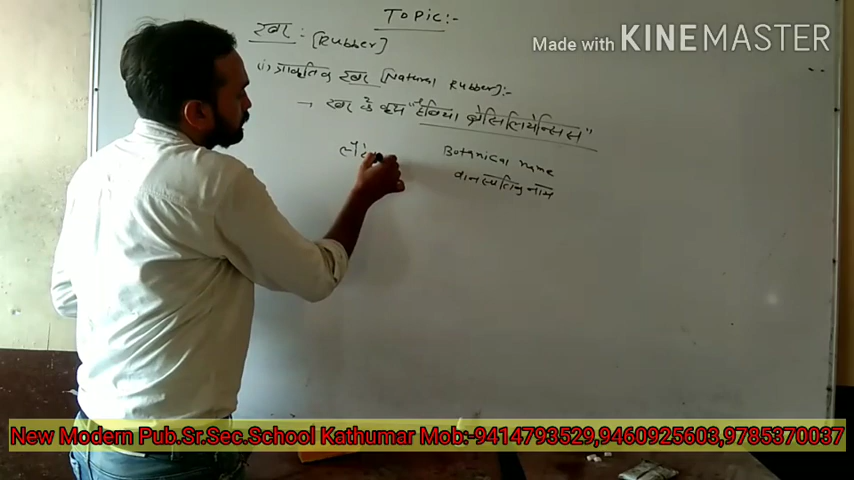 Topic:-
Made with KINEMASTER
रबर :- [Rubber]
(i) प्राकृतिक रबर [Natural Rubber]:-
→ रबर के वृक्ष "हैविया ब्रेसिलियेन्सिस"
Botanical name
वानस्पतिक नाम
New Modern Pub.Sr.Sec.School Kathumar Mob:-9414793529,9460925603,9785370037